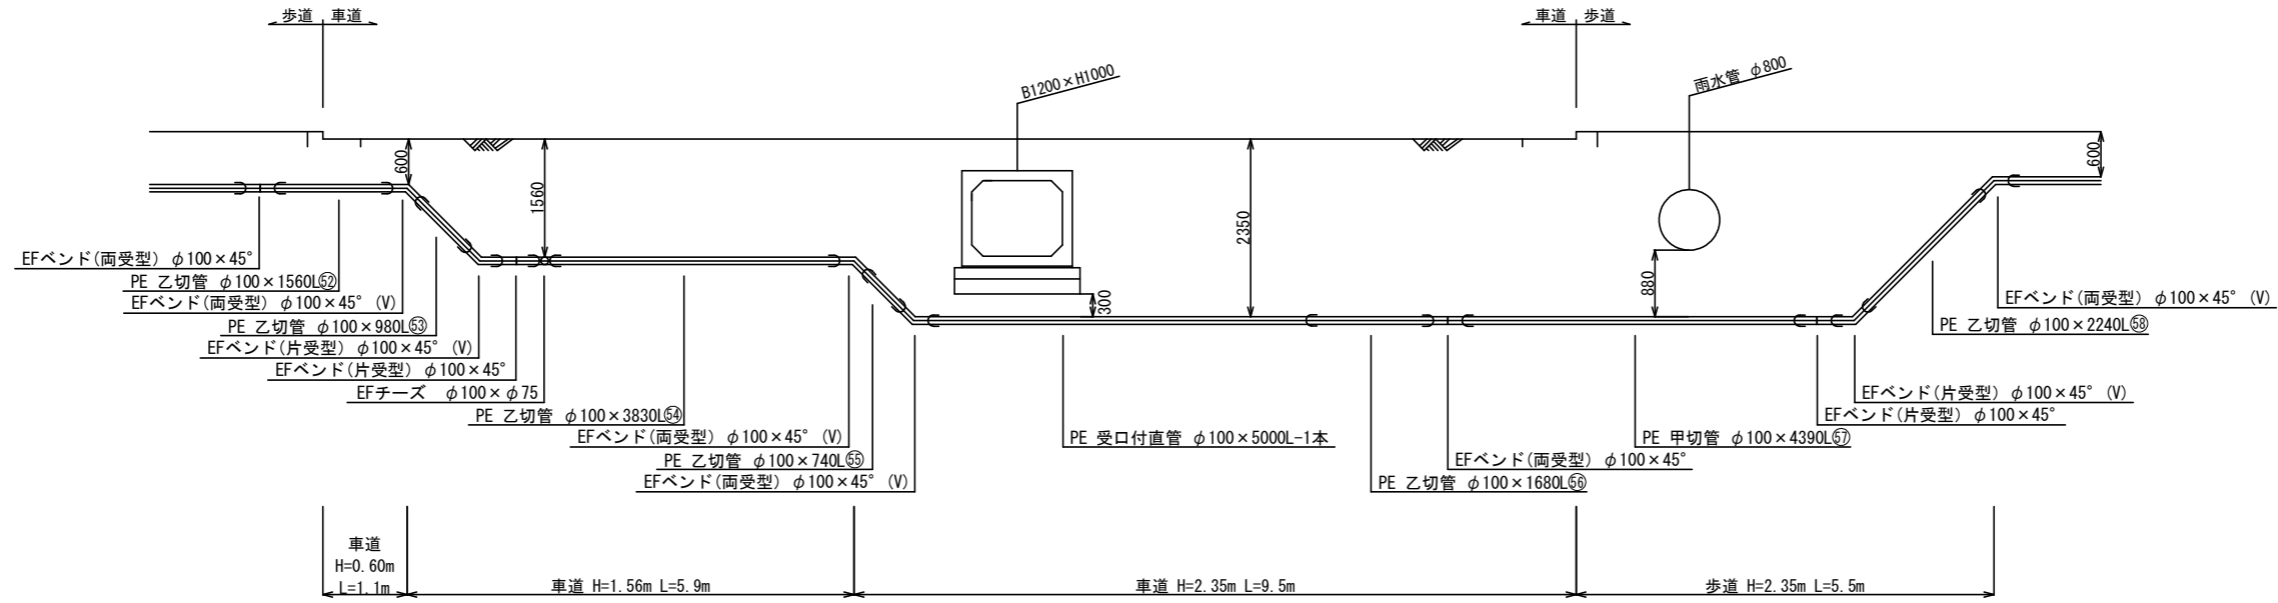 歩道 車道
車道 歩道
B1200×H1000
雨水管 φ800
600
1560
2350
880
300
600
EFベンド(両受型) φ100×45°
PE 乙切管 φ100×1560L㊾
EFベンド(両受型) φ100×45° (V)
PE 乙切管 φ100×980L㊳
EFベンド(片受型) φ100×45° (V)
EFベンド(片受型) φ100×45°
EFチーズ φ100×φ75
PE 乙切管 φ100×3830L54
EFベンド(両受型) φ100×45° (V)
PE 乙切管 φ100×740L55
EFベンド(両受型) φ100×45° (V)
PE 受口付直管 φ100×5000L-1本
EFベンド(両受型) φ100×45°
PE 乙切管 φ100×1680L56
PE 甲切管 φ100×4390L57
EFベンド(片受型) φ100×45°
EFベンド(片受型) φ100×45° (V)
PE 乙切管 φ100×2240L58
EFベンド(両受型) φ100×45° (V)
車道
H=0.60m
L=1.1m
車道 H=1.56m L=5.9m
車道 H=2.35m L=9.5m
歩道 H=2.35m L=5.5m